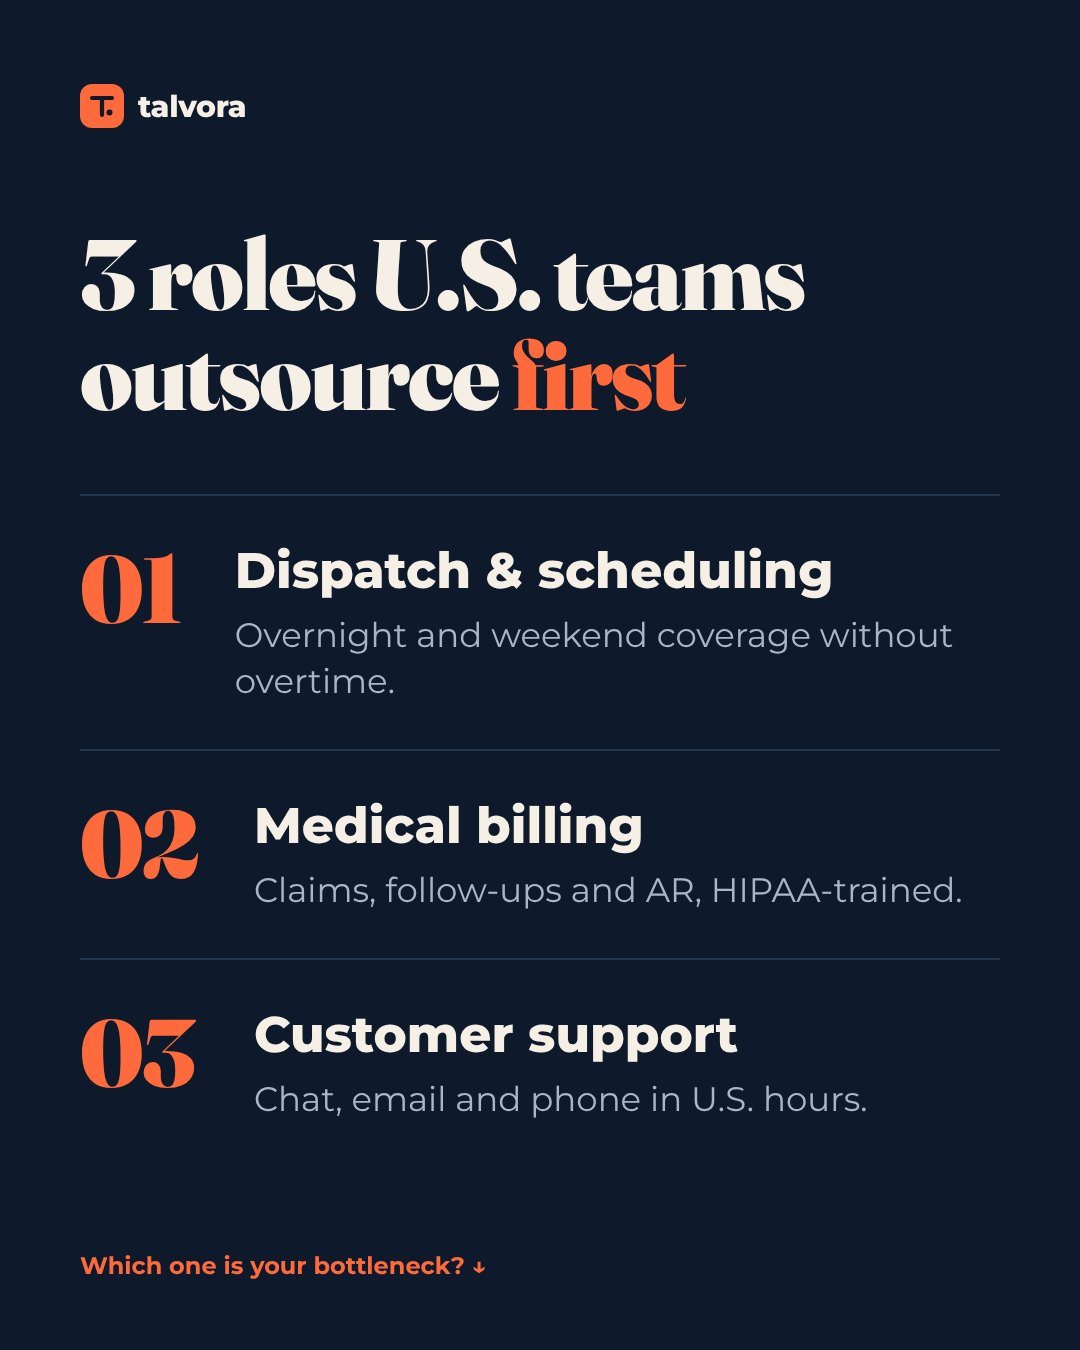 T.
talvora
3 roles U.S. teams
outsource first
01
Dispatch & scheduling
Overnight and weekend coverage without
overtime.
02
Medical billing
Claims, follow-ups and AR, HIPAA-trained.
03
Customer support
Chat, email and phone in U.S. hours.
Which one is your bottleneck? ↓